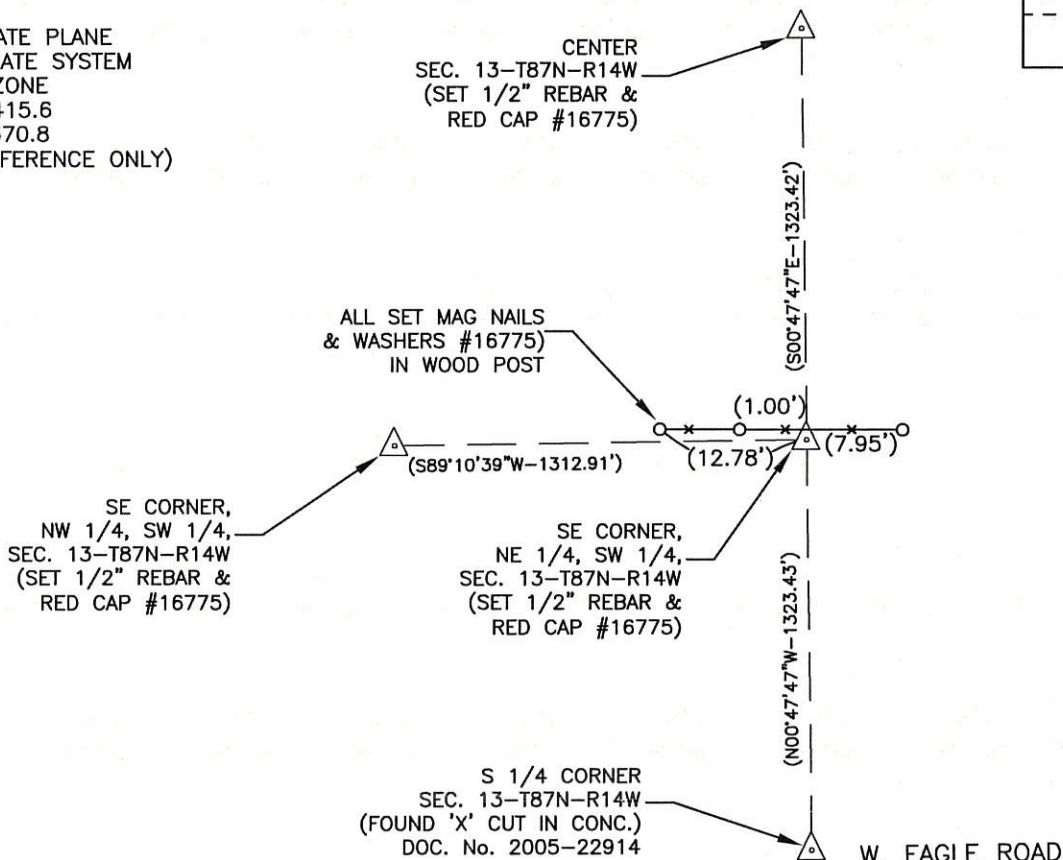 ATE PLANE
ATE SYSTEM
ZONE
415.6
570.8
FERENCE ONLY)
CENTER
SEC. 13-T87N-R14W
(SET 1/2" REBAR &
RED CAP #16775)
(S00°47'47"E-1323.42')
ALL SET MAG NAILS
& WASHERS #16775)
IN WOOD POST
(1.00')
(12.78')
(7.95')
(S89°10'39"W-1312.91')
SE CORNER,
NW 1/4, SW 1/4,
SEC. 13-T87N-R14W
(SET 1/2" REBAR &
RED CAP #16775)
SE CORNER,
NE 1/4, SW 1/4,
SEC. 13-T87N-R14W
(SET 1/2" REBAR &
RED CAP #16775)
(N00°47'47"W-1323.43')
S 1/4 CORNER
SEC. 13-T87N-R14W
(FOUND 'X' CUT IN CONC.)
DOC. No. 2005-22914
W. EAGLE ROAD